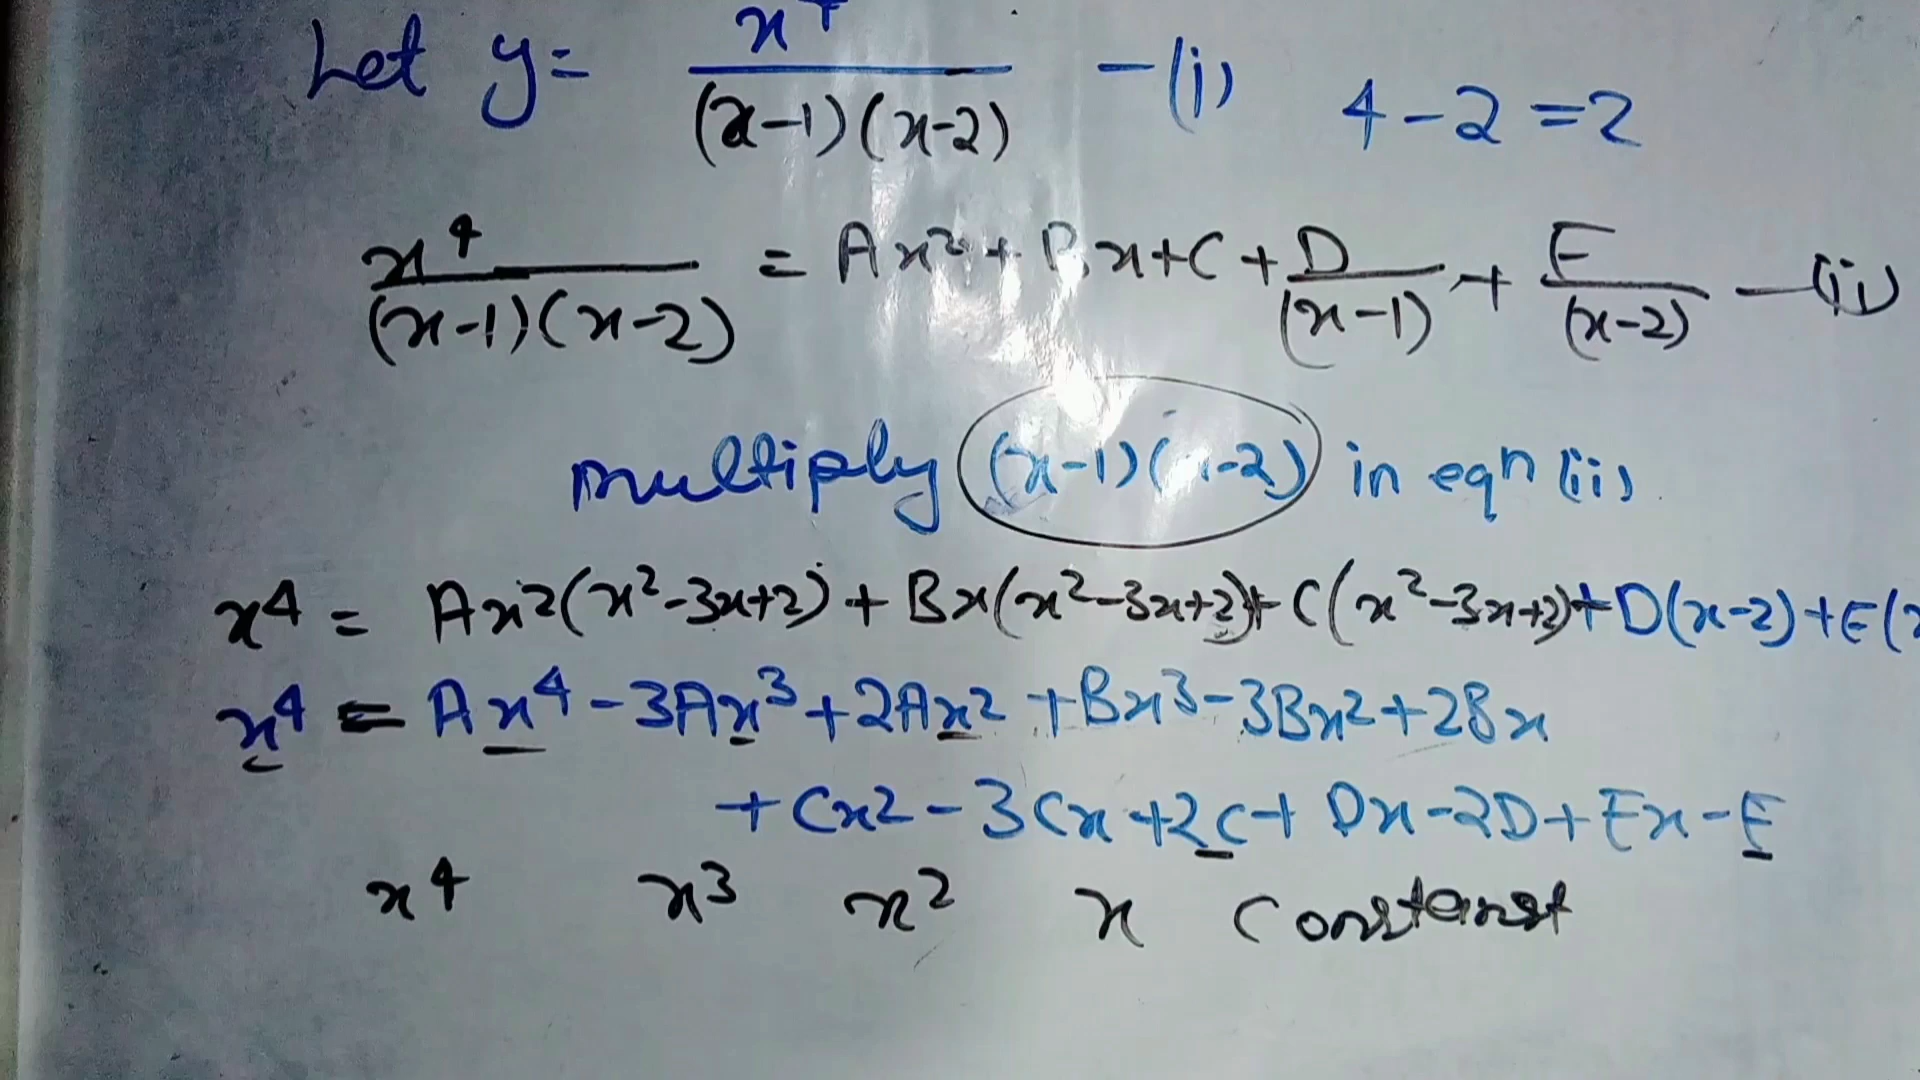 Let y = x⁴/((x-1)(x-2)) - (i) 4-2=2
x⁴/((x-1)(x-2)) = Ax²+Bx+C+D/(x-1)+E/(x-2) - (ii)
multiply (x-1)(x-2) in eqn (ii)
x⁴ = Ax²(x²-3x+2)+Bx(x²-3x+2)+C(x²-3x+2)+D(x-2)+E(x
x⁴ = Ax⁴-3Ax³+2Ax²+Bx³-3Bx²+2Bx
+Cx²-3Cx+2C+Dx-2D+Ex-E
x⁴ x³ x² x Constant